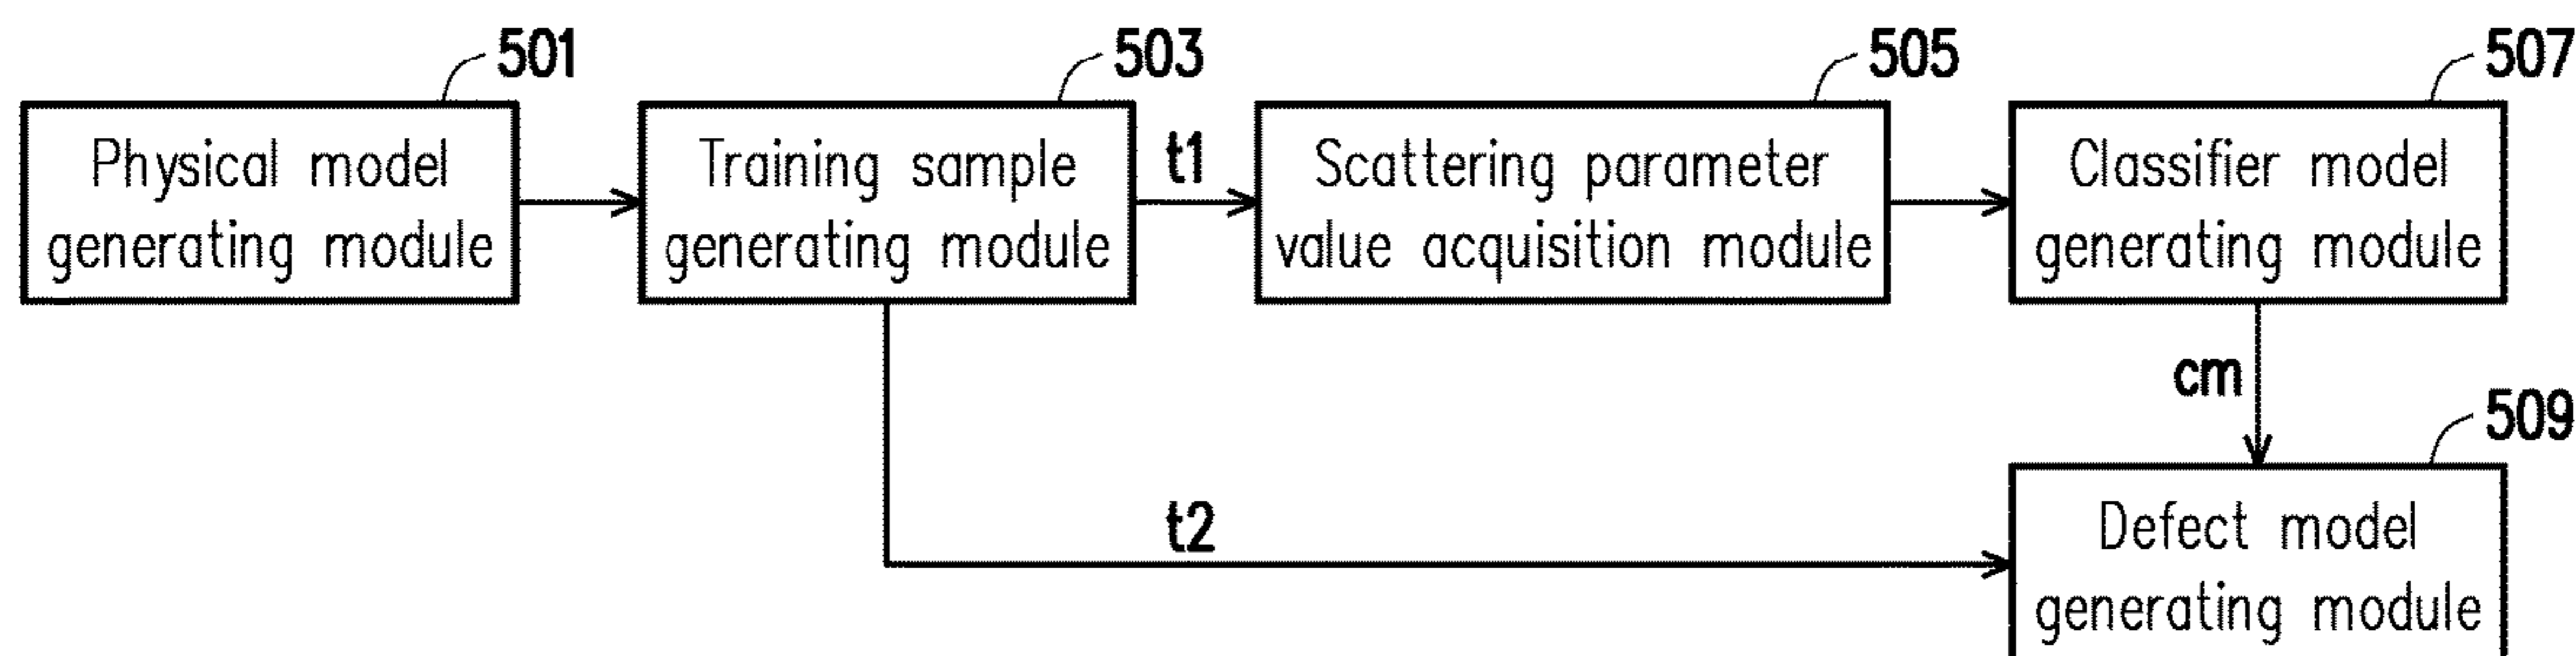 501
503
505
507
Physical model
generating module
Training sample
generating module
t1
Scattering parameter
value acquisition module
Classifier model
generating module
cm
509
t2
Defect model
generating module